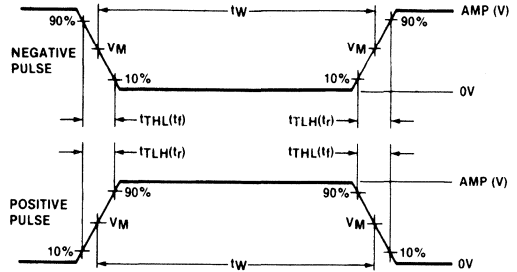 90% tW AMP (V)
90%
VM VM
NEGATIVE
PULSE
10% 10%
0V
tTHL(tf) tTLH(tr)
tTLH(tr) tTHL(tf)
AMP (V)
90% 90%
POSITIVE
PULSE
VM VM
10% 10%
tW 0V